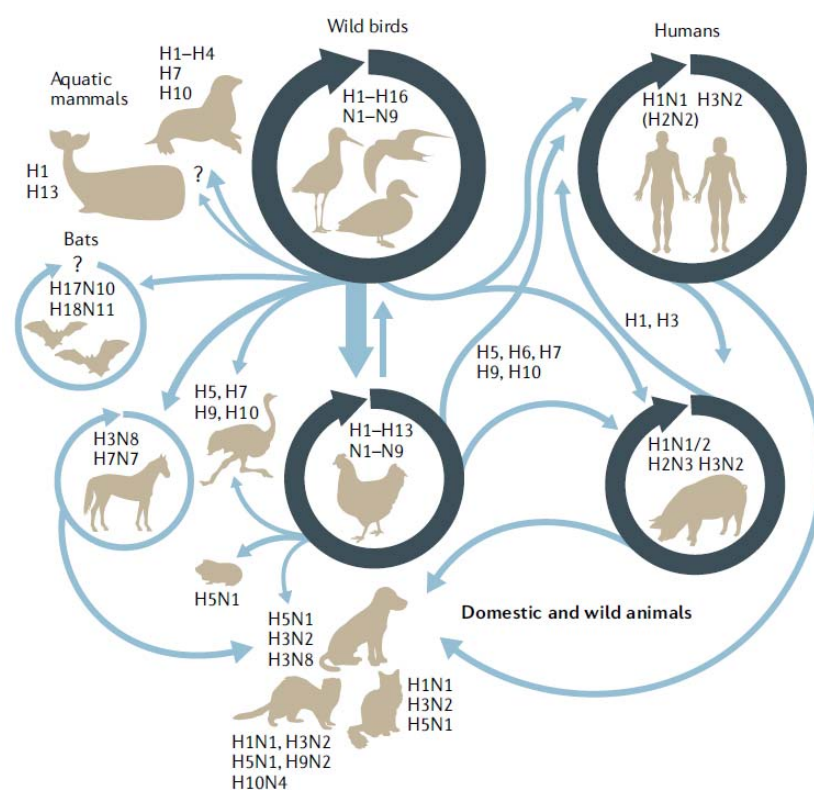 Wild birds
H1–H16
N1–N9
Humans
H1N1 H3N2
(H2N2)
Aquatic
mammals
H1–H4
H7
H10
H1
H13
?
Bats
?
H17N10
H18N11
H1, H3
H5, H6, H7
H9, H10
H5, H7
H9, H10
H3N8
H7N7
H1–H13
N1–N9
H1N1/2
H2N3 H3N2
H5N1
Domestic and wild animals
H5N1
H3N2
H3N8
H1N1
H3N2
H5N1
H1N1, H3N2
H5N1, H9N2
H10N4